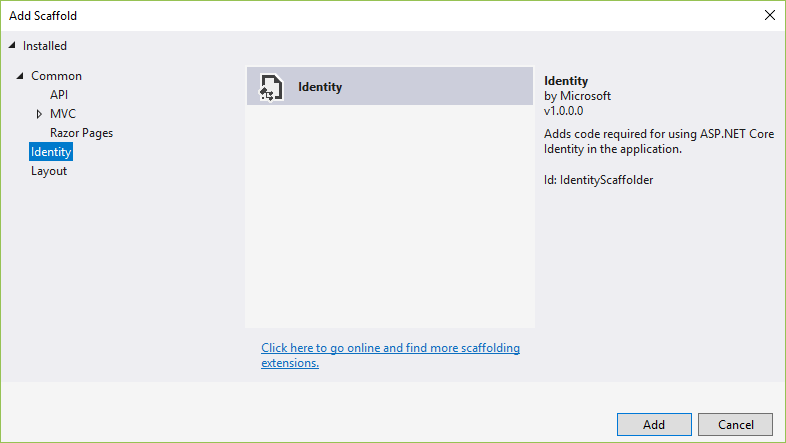 Add Scaffold
Installed
Common
API
MVC
Razor Pages
Identity
Layout
Identity
Click here to go online and find more scaffolding
extensions.
Identity
by Microsoft
v1.0.0.0
Adds code required for using ASP.NET Core
Identity in the application.
Id: IdentityScaffolder
Add
Cancel